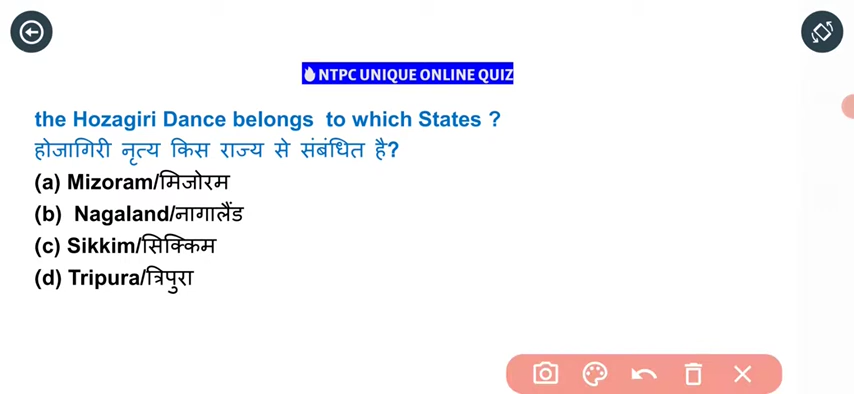 🔥 NTPC UNIQUE ONLINE QUIZ
the Hozagiri Dance belongs to which States ?
होजागिरी नृत्य किस राज्य से संबंधित है?
(a) Mizoram/मिजोरम
(b) Nagaland/नागालैंड
(c) Sikkim/सिक्किम
(d) Tripura/त्रिपुरा